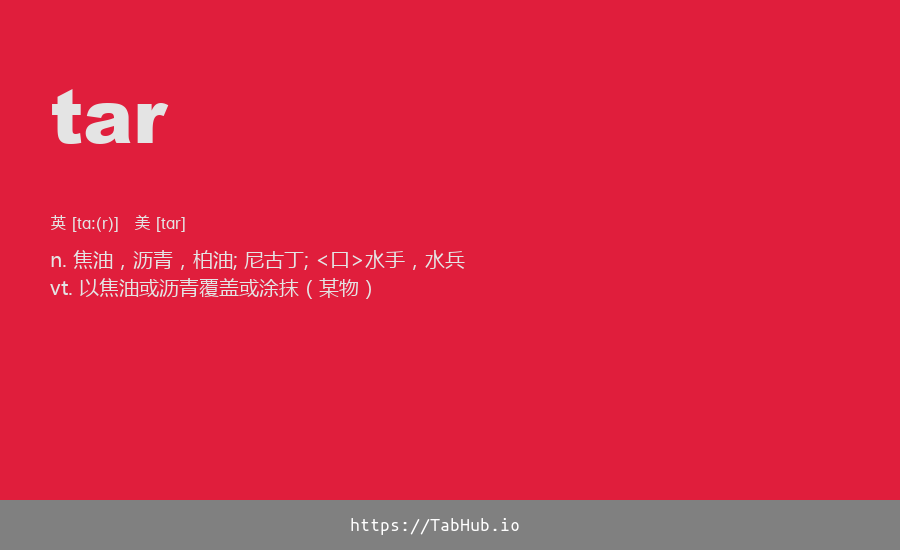 tar
英 [tɑː(r)] 美 [tɑr]
n. 焦油，沥青，柏油; 尼古丁; <口>水手，水兵
vt. 以焦油或沥青覆盖或涂抹（某物）
https://TabHub.io